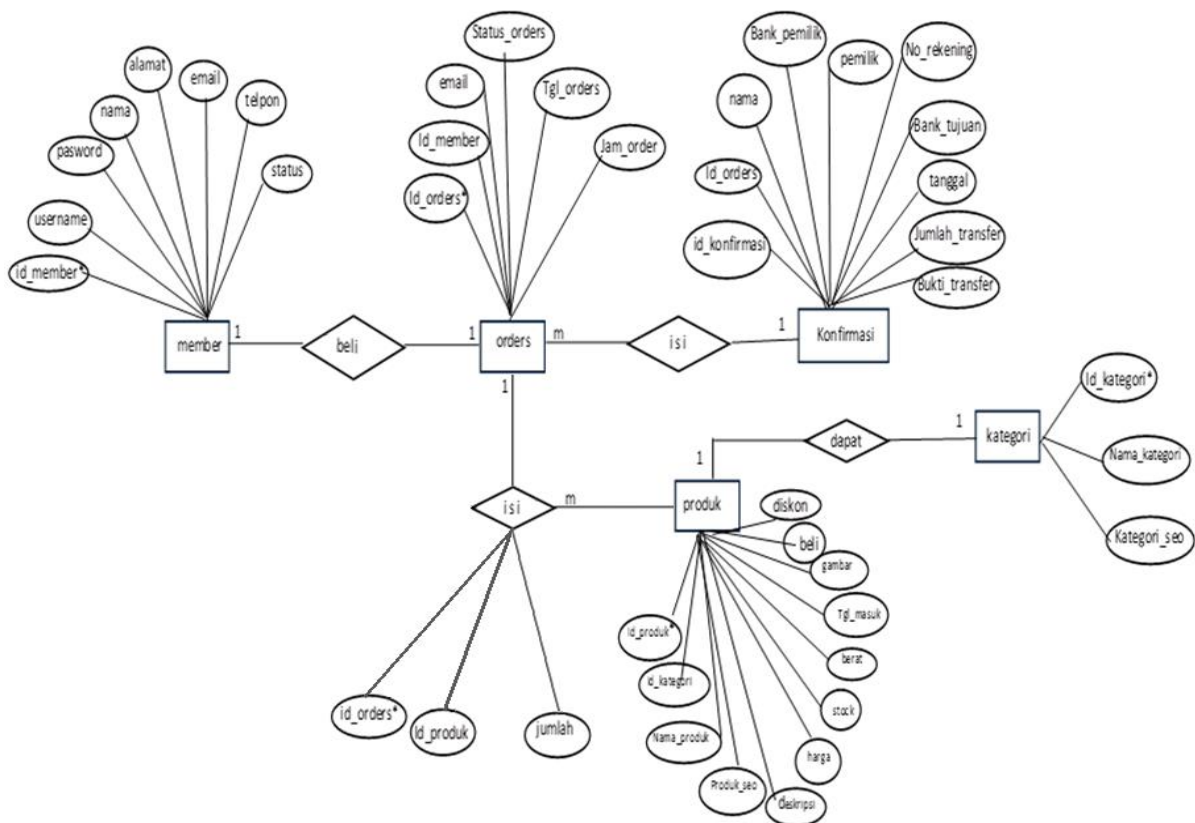 Status_orders
Bank_pemilik
pemilik
No_rekening
alamat
email
telpon
email
Tgl_orders
nama
nama
Bank_tujuan
pasword
Id_member
Jam_order
status
Id_orders
tanggal
Id_orders*
username
Jumlah_transfer
id_konfirmasi
id_member*
Bukti_transfer
member
1
beli
1
orders
m
isi
1
Konfirmasi
1
Id_kategori*
dapat
1
kategori
1
Nama_kategori
isi
m
produk
diskon
beli
Kategori_seo
gambar
Tgl_masuk
Id_produk*
berat
Id_kategori
stock
id_orders*
Id_produk
jumlah
Nama_produk
harga
Produk_seo
deskripsi